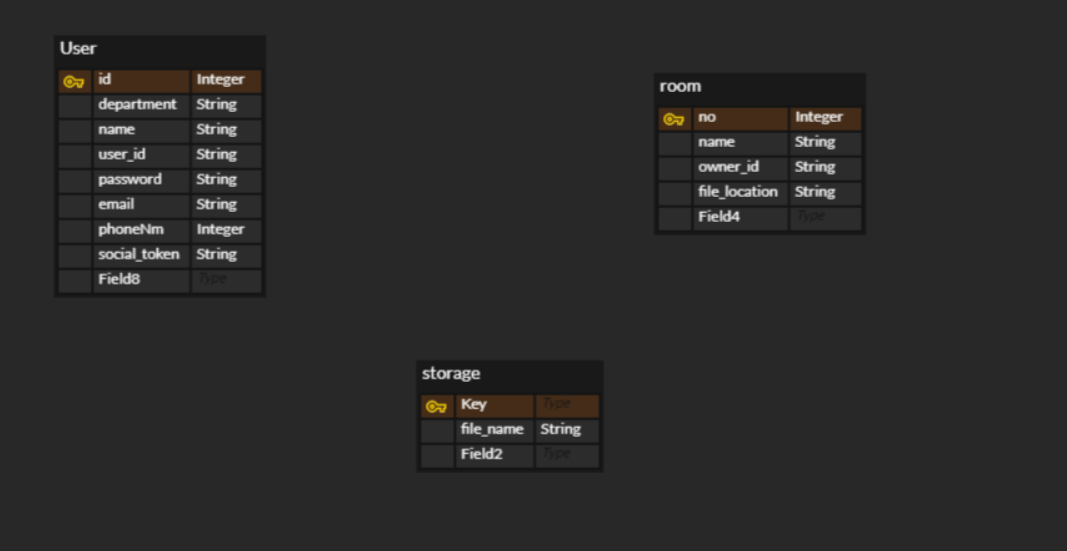 User
id Integer
department String
name String
user_id String
password String
email String
phoneNm Integer
social_token String
Field8 Type
room
no Integer
name String
owner_id String
file_location String
Field4 Type
storage
Key Type
file_name String
Field2 Type